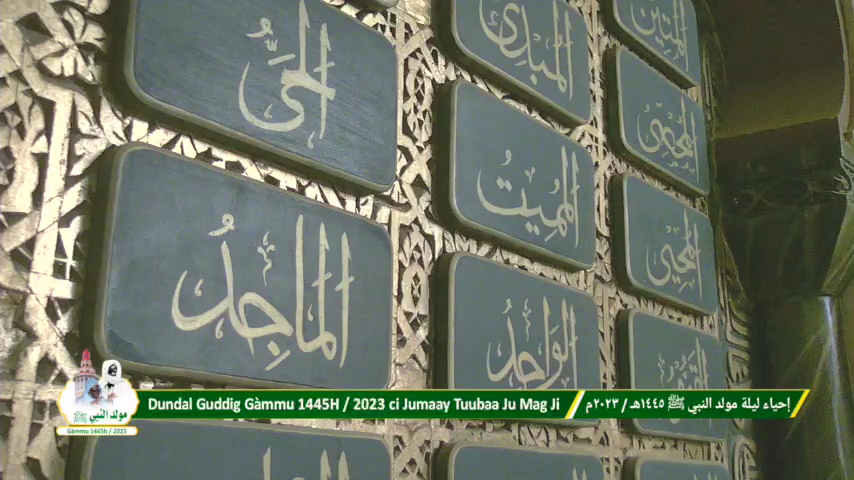 المتين
المبدئ
الحي
المحصي
المميت
الماجد
المحيي
الواحد
القيوم
مولد النبي ﷺ
Gàmmu 1445h / 2023
Dundal Guddig Gàmmu 1445H / 2023 ci Jumaay Tuubaa Ju Mag Ji
إحياء ليلة مولد النبي ﷺ ١٤٤٥هـ / ٢٠٢٣م